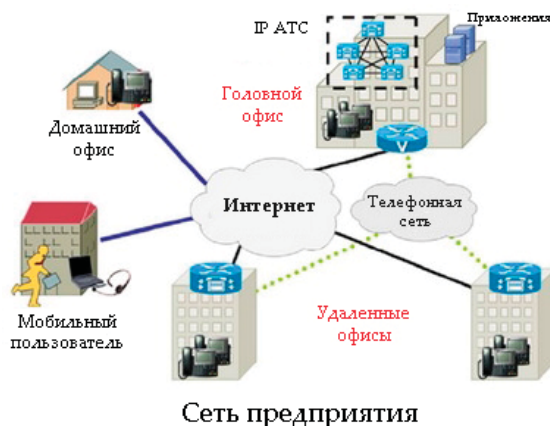 IP АТС
Приложения
Головной
офис
Домашний
офис
V
Интернет
Телефонная
сеть
Мобильный
пользователь
Удаленные
офисы
Сеть предприятия